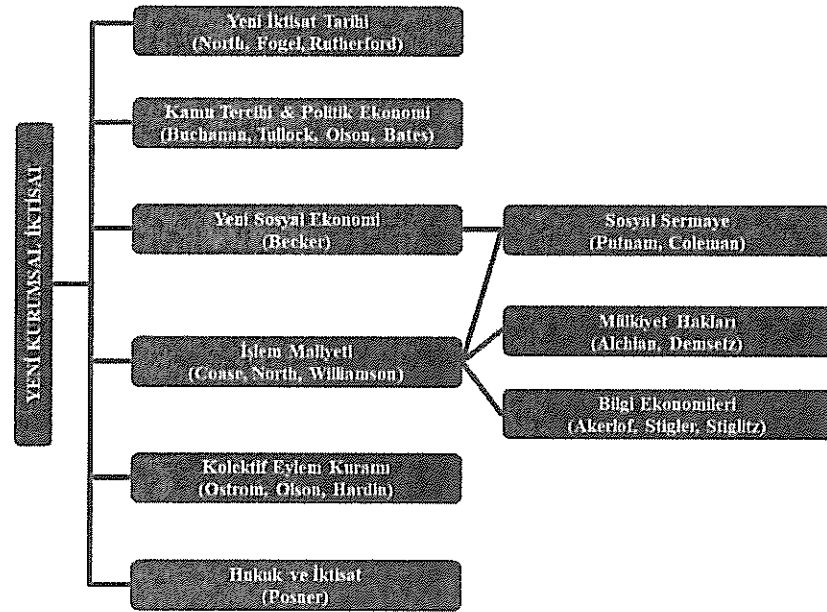 YENİ KURUMSAL İKTİSAT
Yeni İktisat Tarihi
(North, Fogel, Rutherford)
Kamu Tercihi & Politik Ekonomi
(Buchanan, Tullock, Olson, Bates)
Yeni Sosyal Ekonomi
(Becker)
Sosyal Sermaye
(Putnam, Coleman)
İşlem Maliyeti
(Coase, North, Williamson)
Mülkiyet Hakları
(Alchian, Demsetz)
Bilgi Ekonomileri
(Akerlof, Stigler, Stiglitz)
Kolektif Eylem Kuramı
(Ostrom, Olson, Hardin)
Hukuk ve İktisat
(Posner)